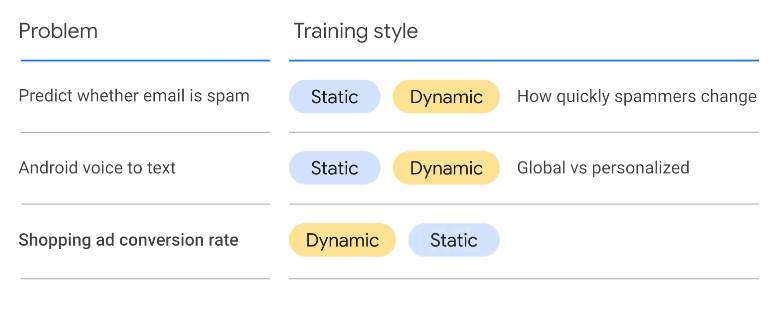 Problem
Training style
Predict whether email is spam
Static
Dynamic
How quickly spammers change
Android voice to text
Static
Dynamic
Global vs personalized
Shopping ad conversion rate
Dynamic
Static